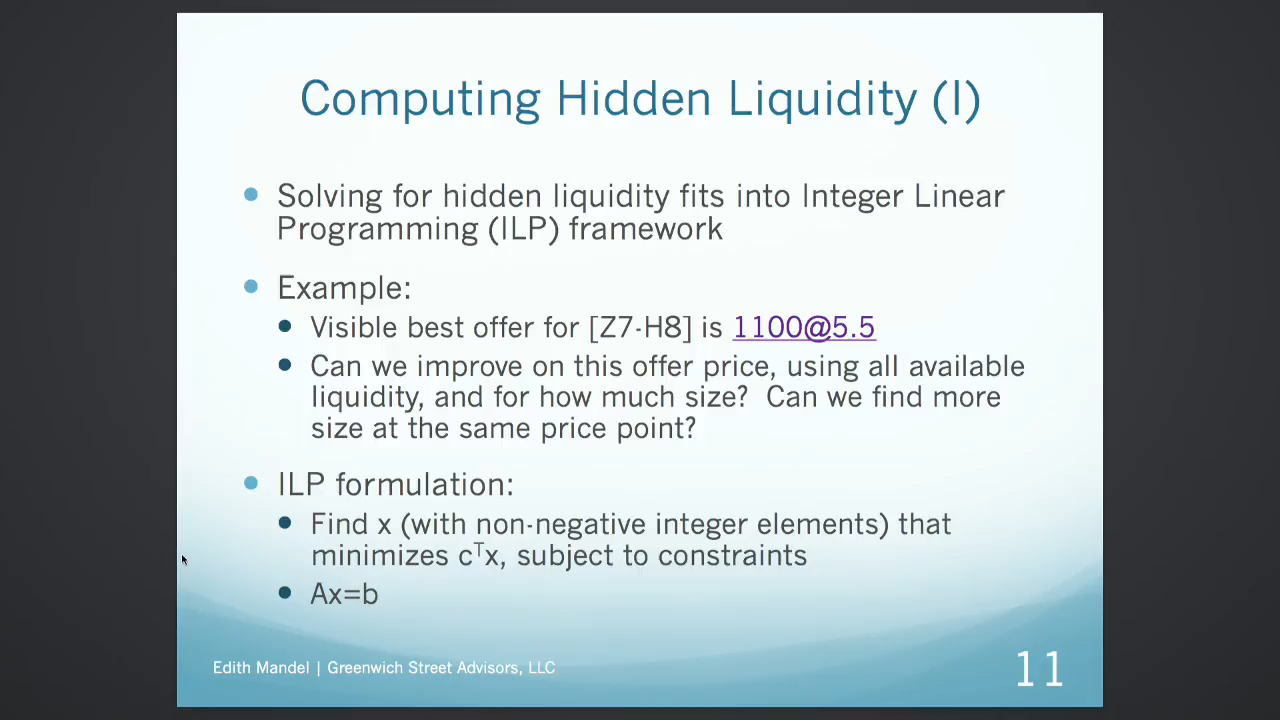 Computing Hidden Liquidity (I)
Solving for hidden liquidity fits into Integer Linear
Programming (ILP) framework
Example:
Visible best offer for [Z7-H8] is 1100@5.5
Can we improve on this offer price, using all available
liquidity, and for how much size?  Can we find more
size at the same price point?
ILP formulation:
Find x (with non-negative integer elements) that
minimizes cᵀx, subject to constraints
Ax=b
Edith Mandel | Greenwich Street Advisors, LLC
11